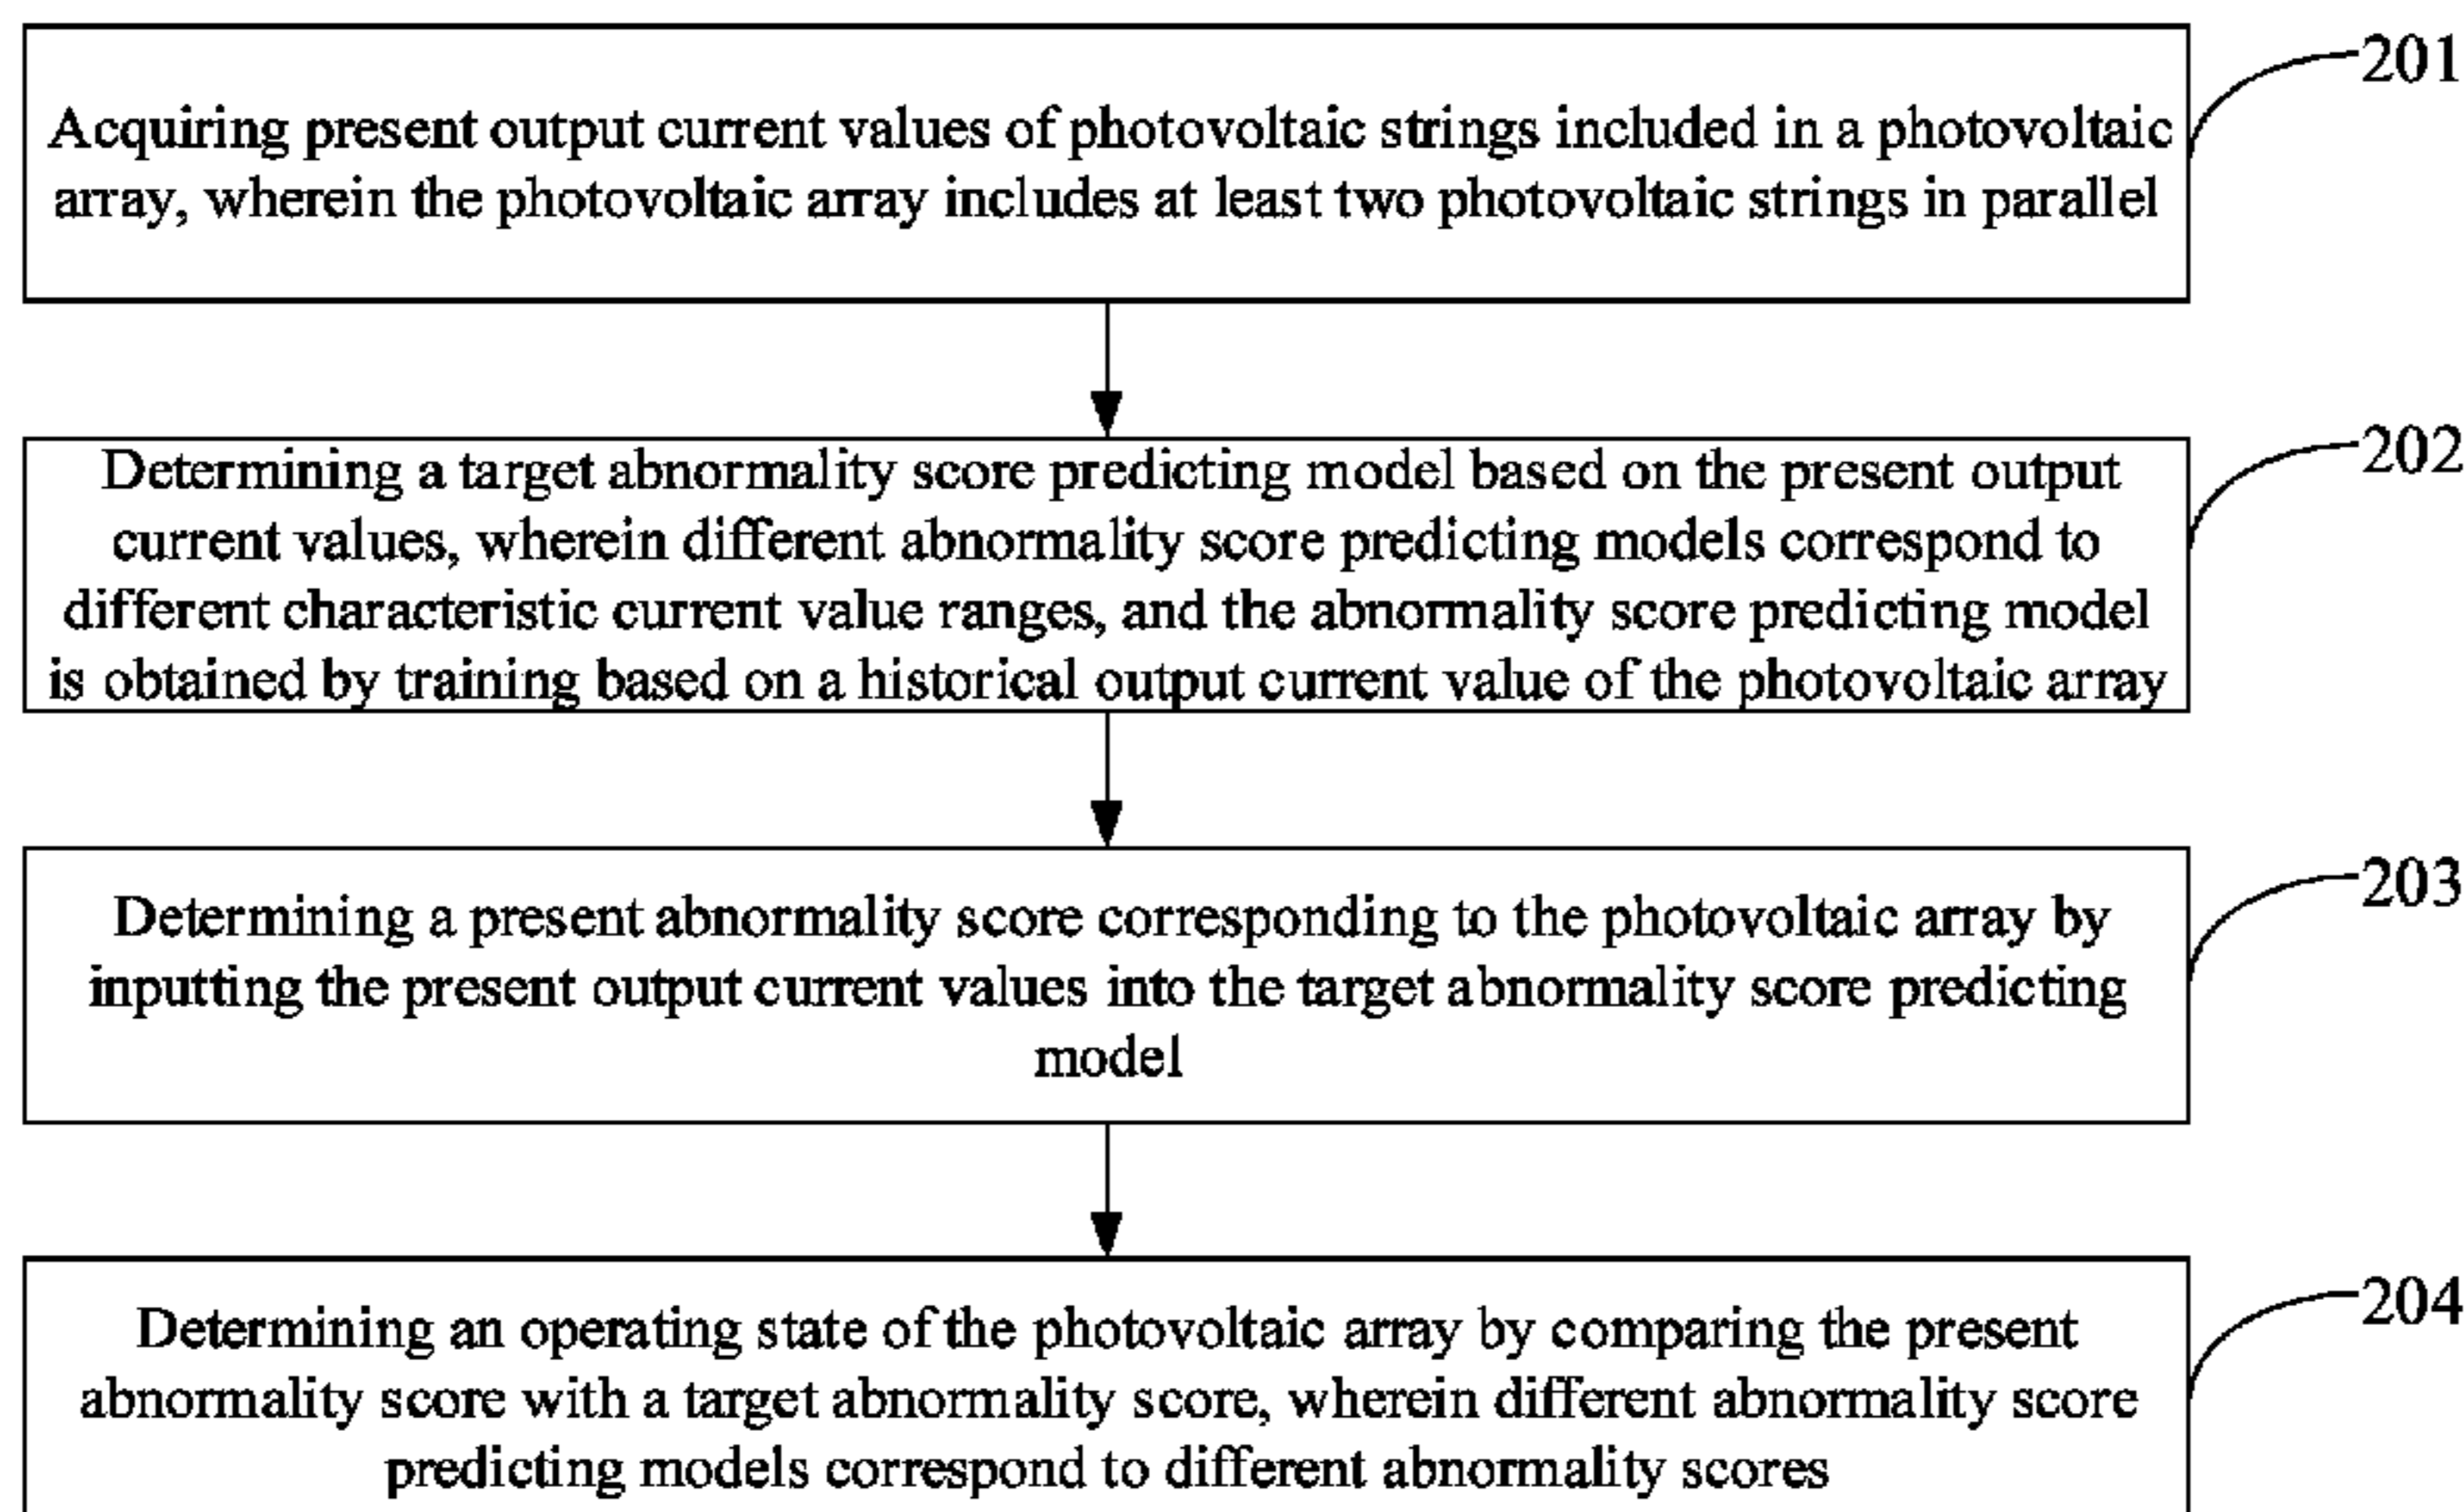 201
Acquiring present output current values of photovoltaic strings included in a photovoltaic
array, wherein the photovoltaic array includes at least two photovoltaic strings in parallel
202
Determining a target abnormality score predicting model based on the present output
current values, wherein different abnormality score predicting models correspond to
different characteristic current value ranges, and the abnormality score predicting model
is obtained by training based on a historical output current value of the photovoltaic array
203
Determining a present abnormality score corresponding to the photovoltaic array by
inputting the present output current values into the target abnormality score predicting
model
204
Determining an operating state of the photovoltaic array by comparing the present
abnormality score with a target abnormality score, wherein different abnormality score
predicting models correspond to different abnormality scores